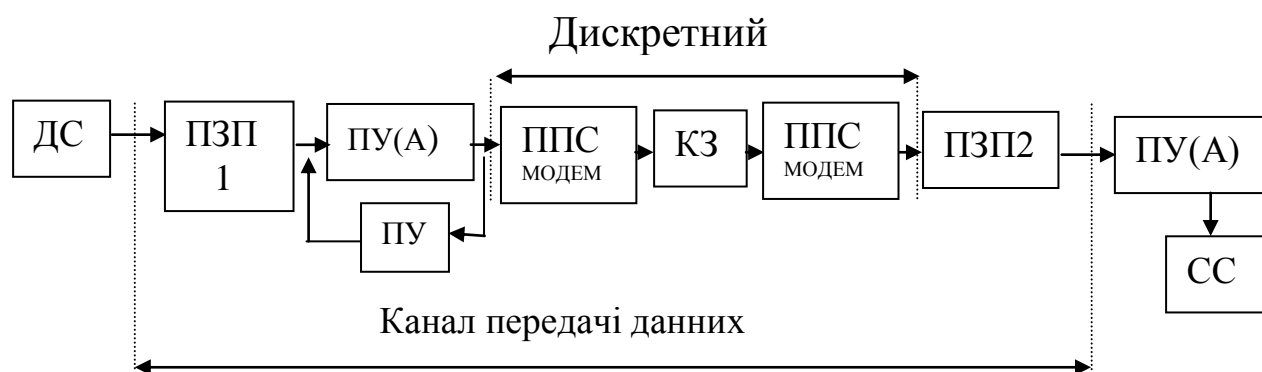 Дискретний
ДС
ПЗП
1
ПУ(А)
ППС
МОДЕМ
КЗ
ППС
МОДЕМ
ПЗП2
ПУ(А)
ПУ
СС
Канал передачі данних